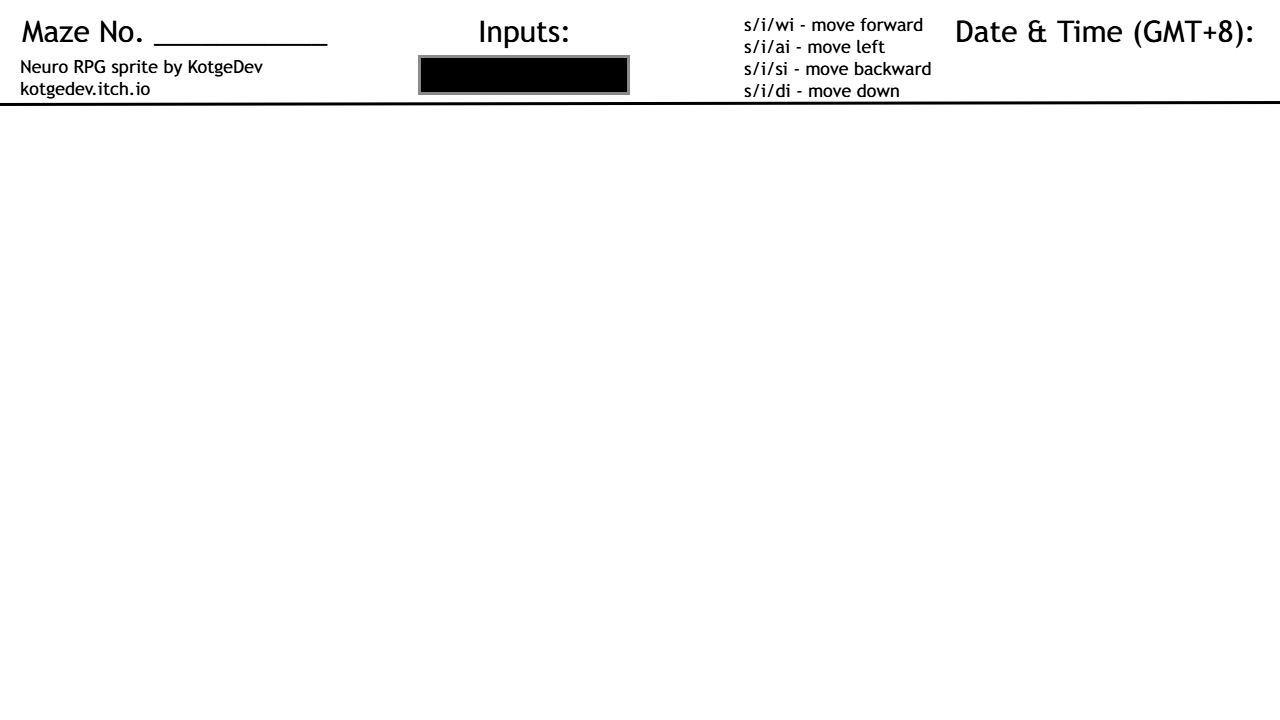 Maze No. ___________
Neuro RPG sprite by KotgeDev
kotgedev.itch.io
Inputs:
s/i/wi - move forward
s/i/ai - move left
s/i/si - move backward
s/i/di - move down
Date & Time (GMT+8):